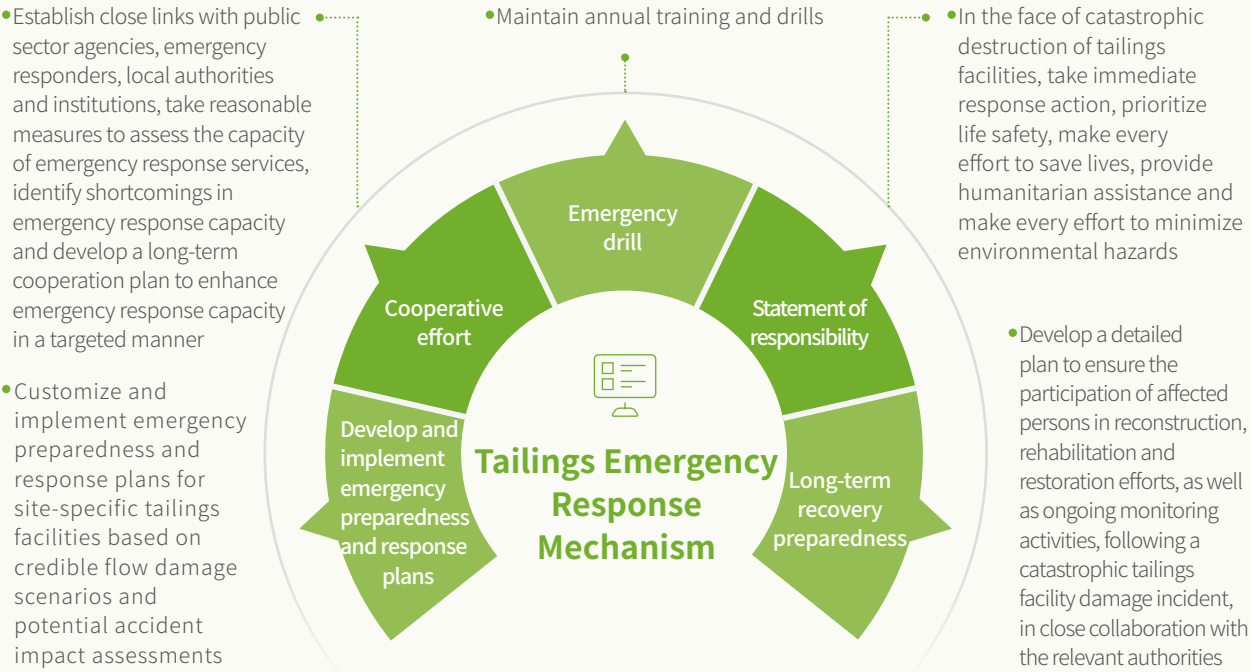 •Establish close links with public
sector agencies, emergency
responders, local authorities
and institutions, take reasonable
measures to assess the capacity
of emergency response services,
identify shortcomings in
emergency response capacity
and develop a long-term
cooperation plan to enhance
emergency response capacity
in a targeted manner
•Customize and
implement emergency
preparedness and
response plans for
site-specific tailings
facilities based on
credible flow damage
scenarios and
potential accident
impact assessments
•Maintain annual training and drills
•In the face of catastrophic
destruction of tailings
facilities, take immediate
response action, prioritize
life safety, make every
effort to save lives, provide
humanitarian assistance and
make every effort to minimize
environmental hazards
•Develop a detailed
plan to ensure the
participation of affected
persons in reconstruction,
rehabilitation and
restoration efforts, as well
as ongoing monitoring
activities, following a
catastrophic tailings
facility damage incident,
in close collaboration with
the relevant authorities
Develop and
implement
emergency
preparedness
and response
plans
Cooperative
effort
Emergency
drill
Statement of
responsibility
Long-term
recovery
preparedness
Tailings Emergency
Response
Mechanism